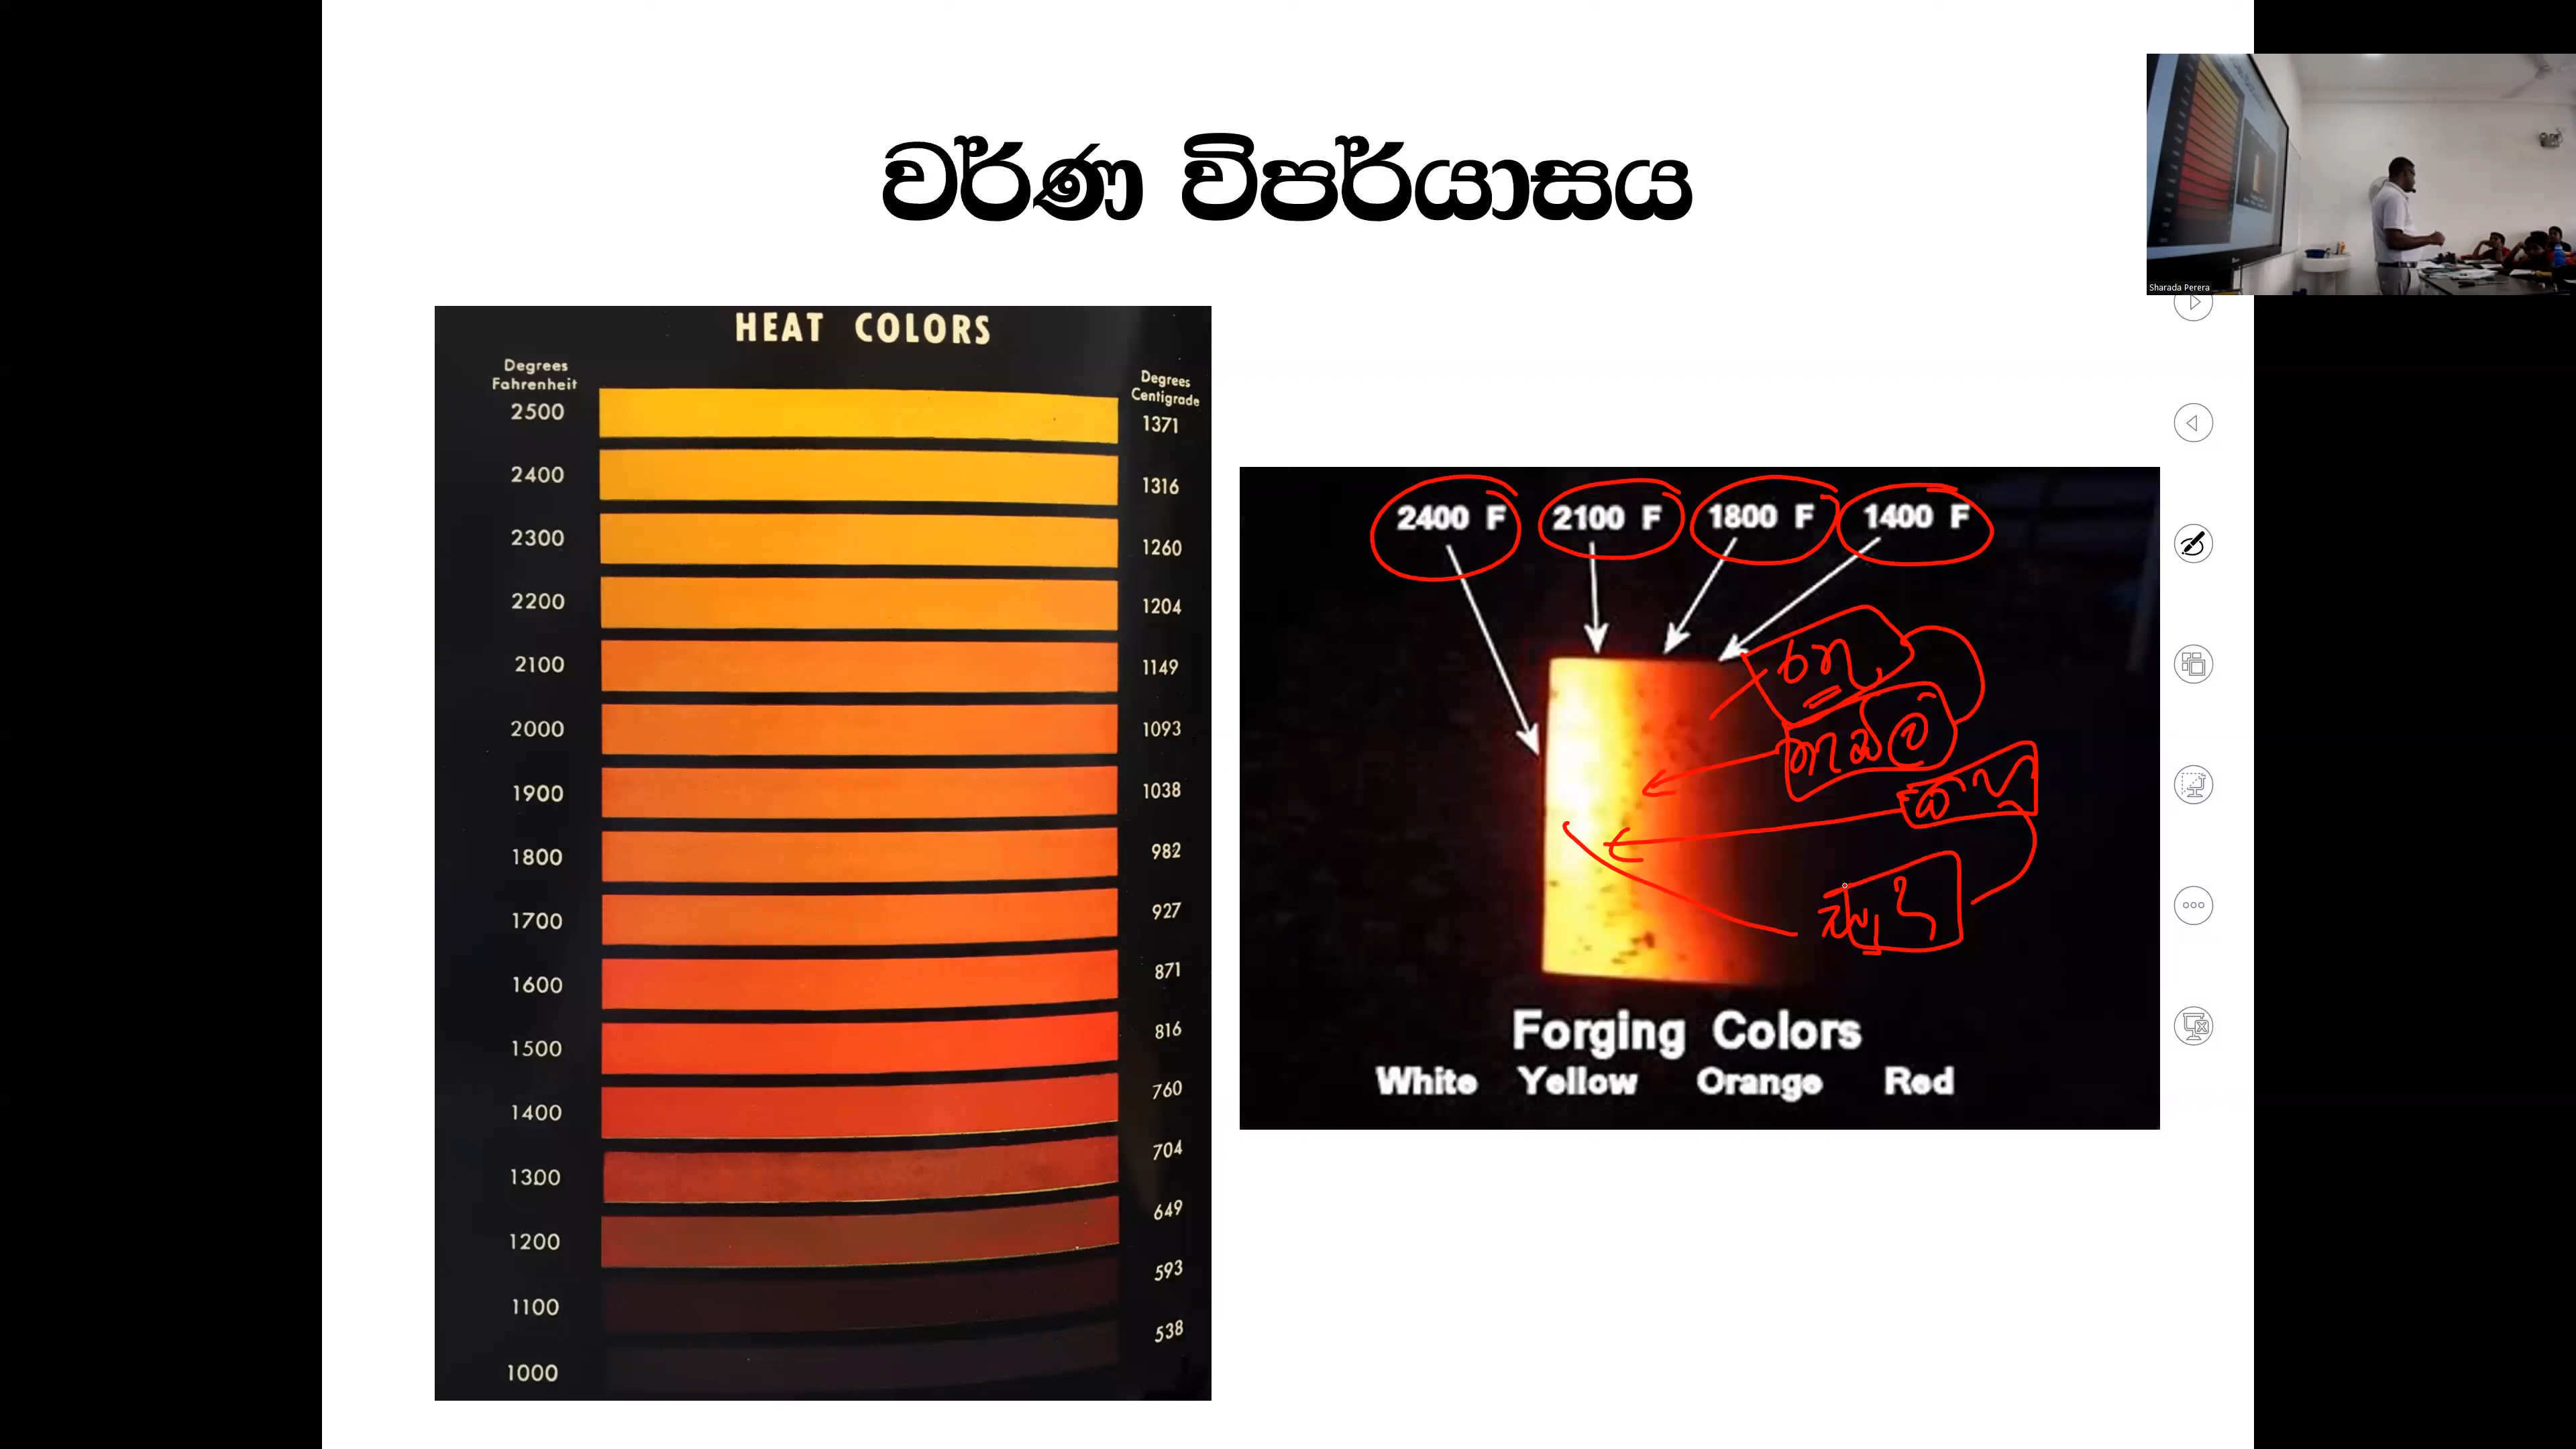 වර්ණ විපර්යාසය
Sharada Perera
HEAT COLORS
Degrees
Fahrenheit
Degrees
Centigrade
2500 1371
2400 1316
2300 1260
2200 1204
2100 1149
2000 1093
1900 1038
1800 982
1700 927
1600 871
1500 816
1400 760
1300 704
1200 649
1100 593
1000 538
2400 F 2100 F 1800 F 1400 F
රතු
තැඹිලි
කහ
සුදු
Forging Colors
White Yellow Orange Red